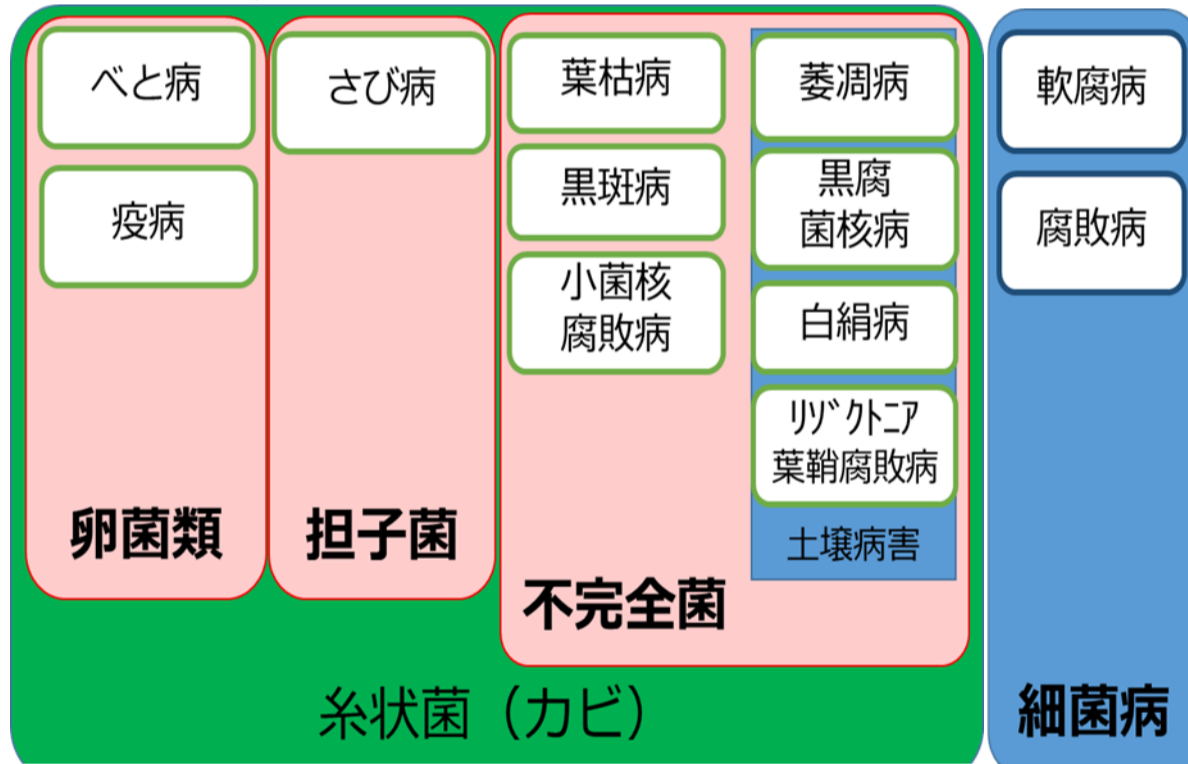 べと病
疫病
卵菌類
さび病
担子菌
葉枯病
黒斑病
小菌核
腐敗病
萎凋病
黒腐
菌核病
白絹病
ﾘｿﾞｸﾄﾆｱ
葉鞘腐敗病
土壌病害
不完全菌
糸状菌（カビ）
軟腐病
腐敗病
細菌病